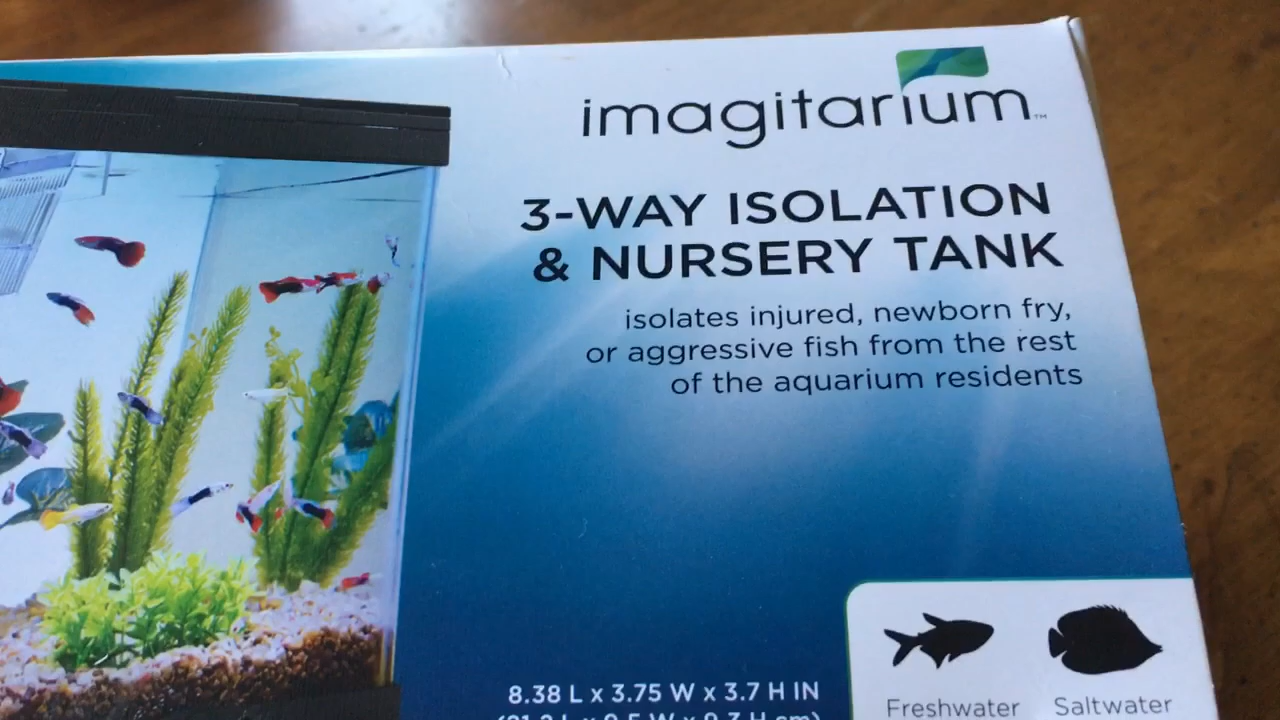 imagitarium™
3-WAY ISOLATION
& NURSERY TANK
isolates injured, newborn fry,
or aggressive fish from the rest
of the aquarium residents
8.38 L x 3.75 W x 3.7 H IN
Freshwater
Saltwater